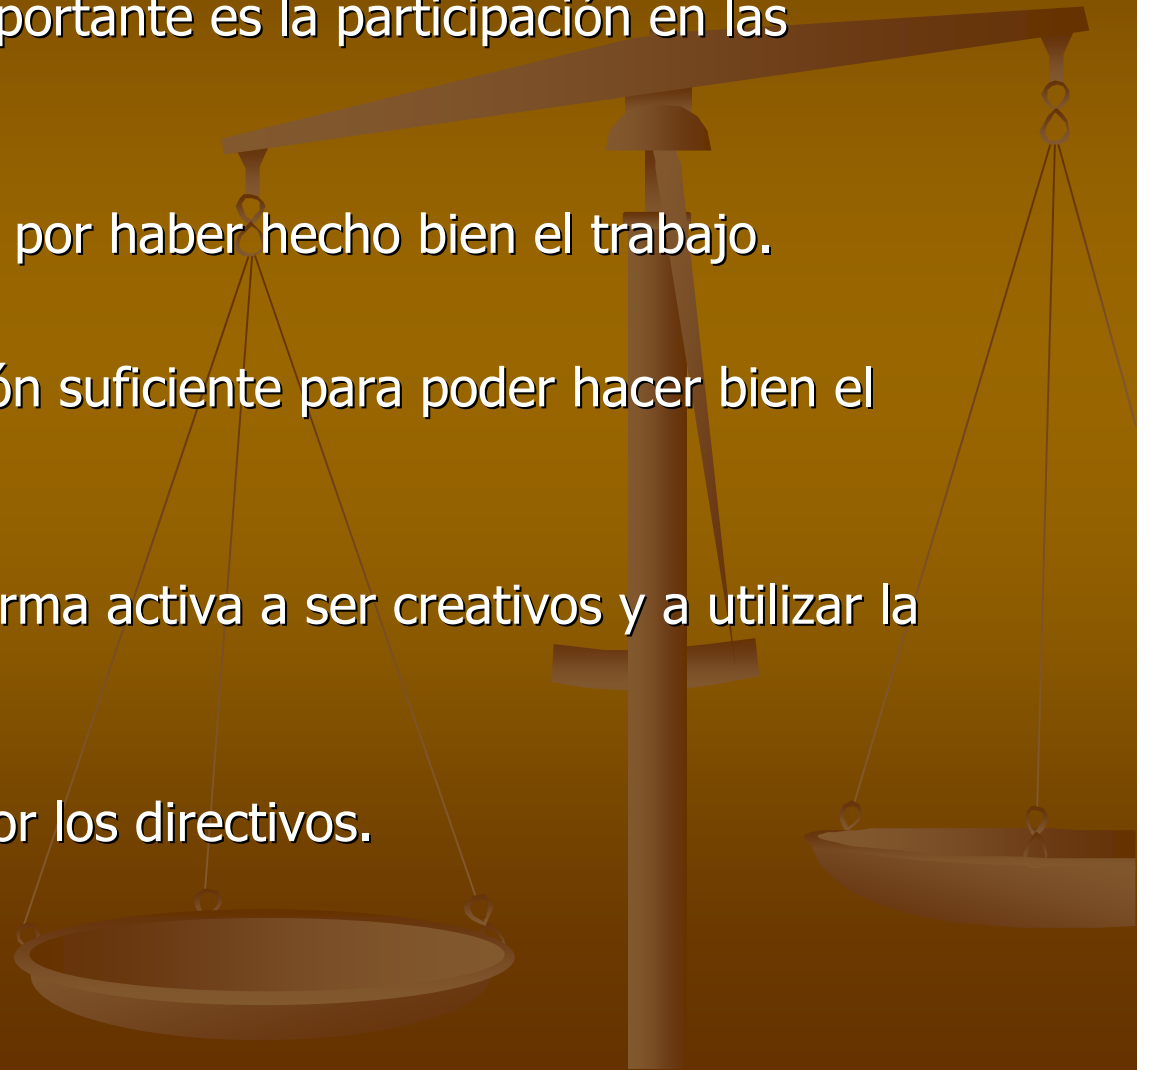 portante es la participación en las
por haber hecho bien el trabajo.
ón suficiente para poder hacer bien el
rma activa a ser creativos y a utilizar la
or los directivos.